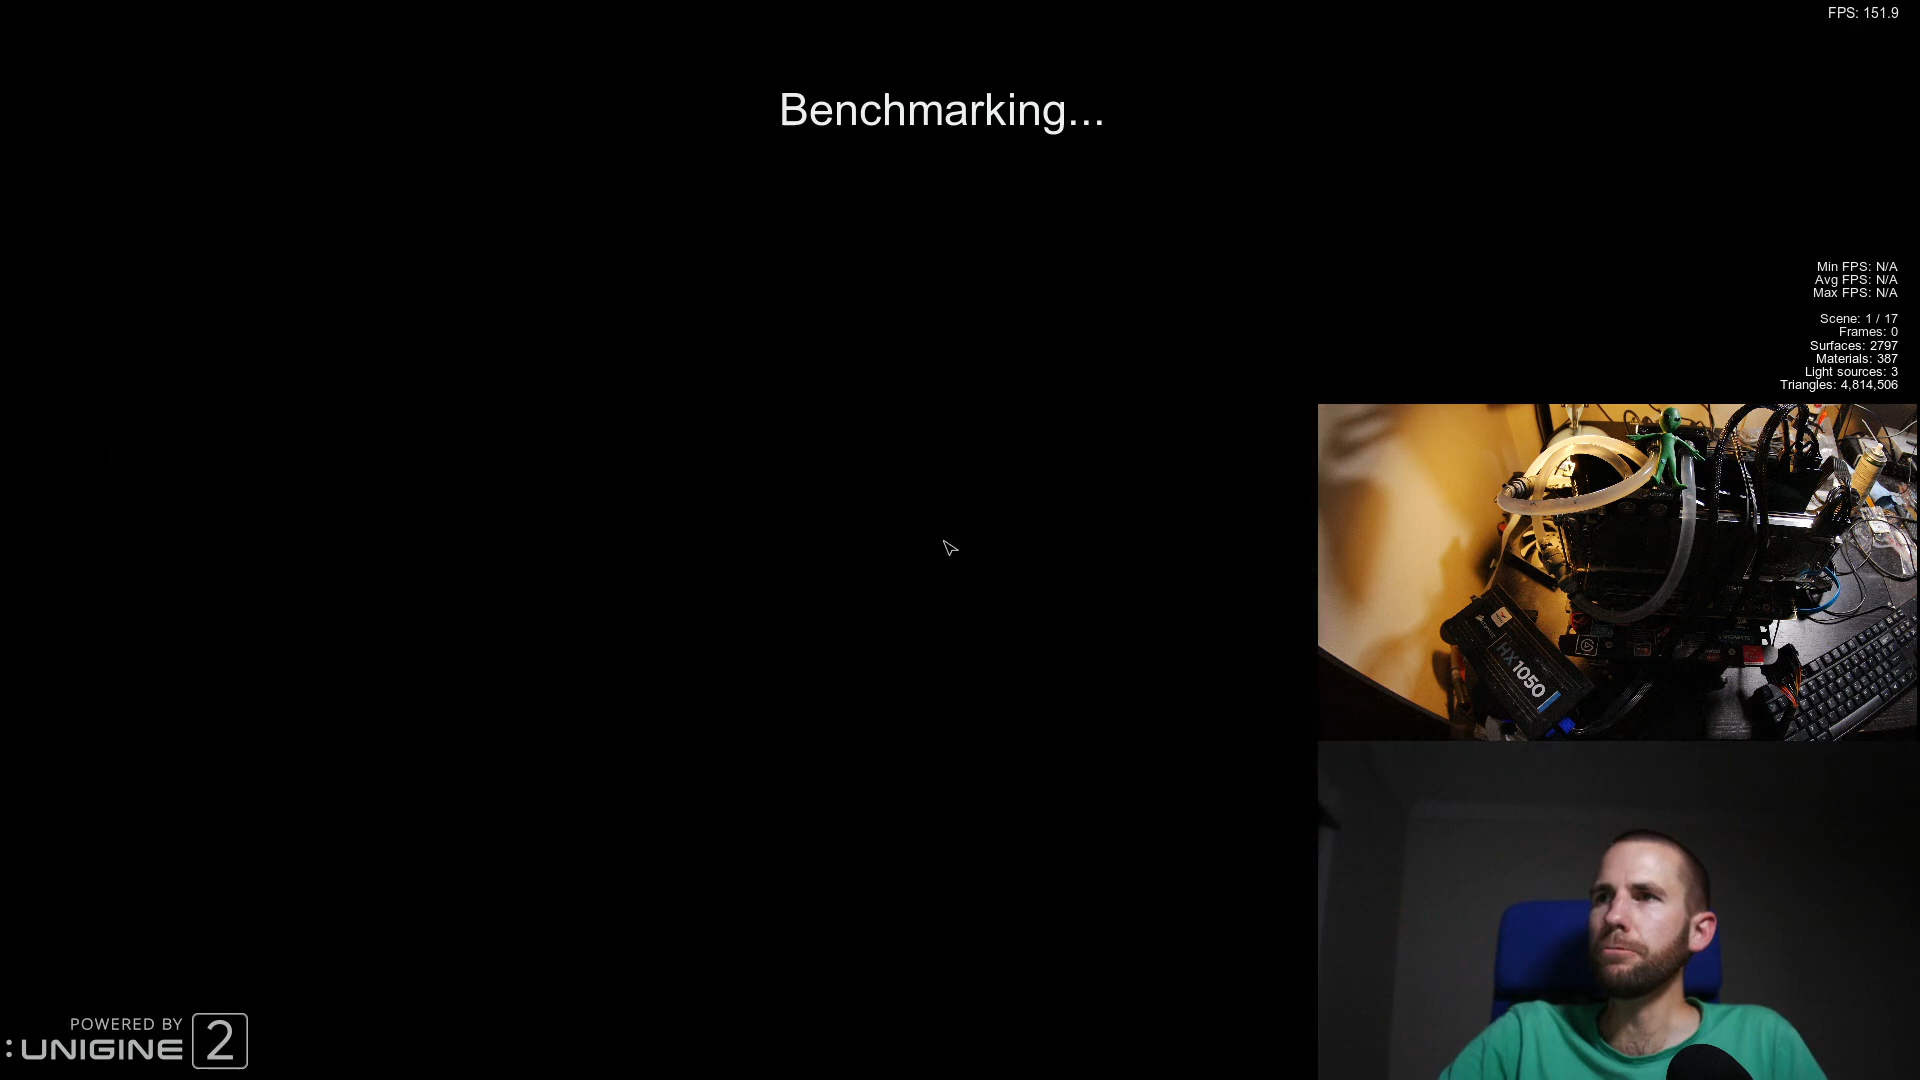 FPS: 151.9
Benchmarking...
Min FPS: N/A
Avg FPS: N/A
Max FPS: N/A
Scene: 1 / 17
Frames: 0
Surfaces: 2797
Materials: 387
Light sources: 3
Triangles: 4,814,506
HX1050
POWERED BY
UNIGINE 2